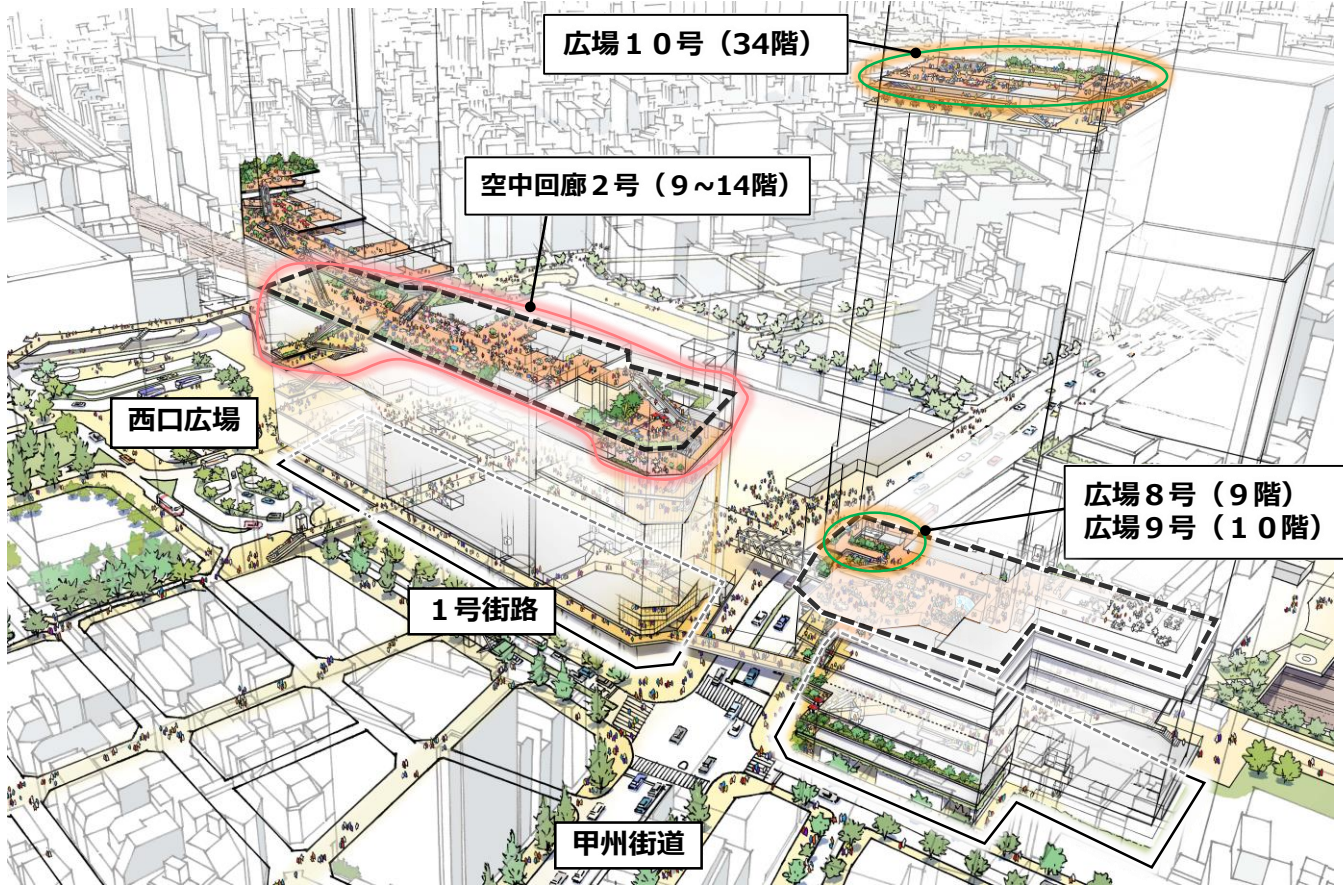 広場１０号（34階）
空中回廊２号（９~14階）
西口広場
広場８号（９階）
広場９号（１０階）
１号街路
甲州街道